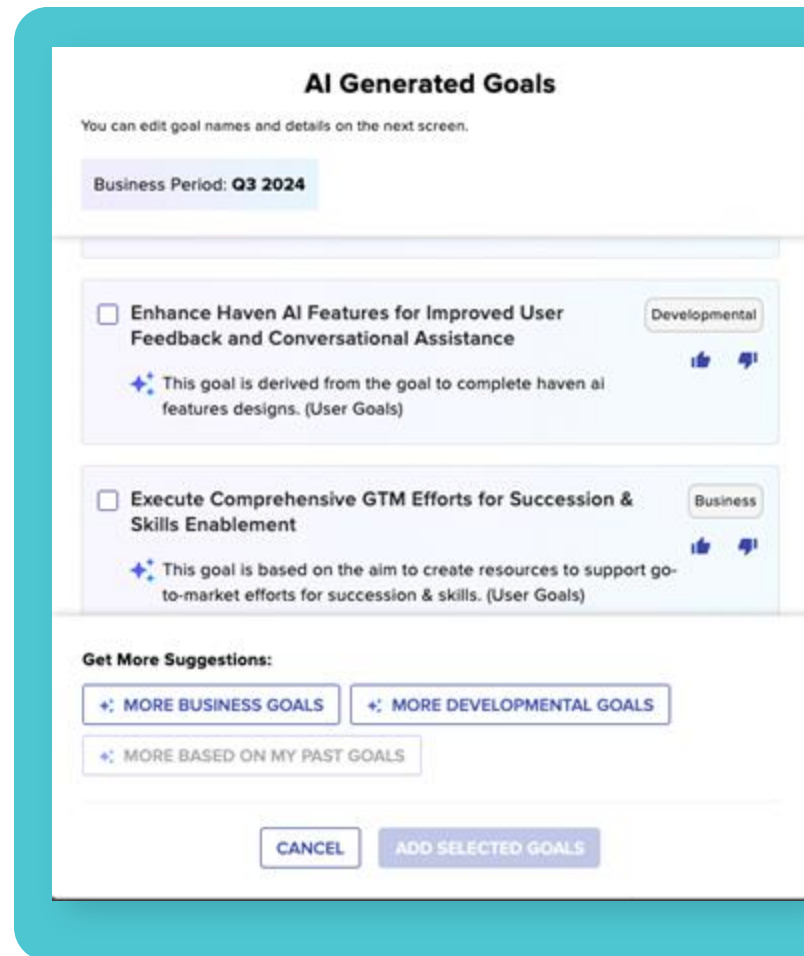 AI Generated Goals
You can edit goal names and details on the next screen.
Business Period: Q3 2024
Enhance Haven AI Features for Improved User
Feedback and Conversational Assistance
Developmental
This goal is derived from the goal to complete haven ai
features designs. (User Goals)
Execute Comprehensive GTM Efforts for Succession &
Skills Enablement
Business
This goal is based on the aim to create resources to support go-
to-market efforts for succession & skills. (User Goals)
Get More Suggestions:
MORE BUSINESS GOALS
MORE DEVELOPMENTAL GOALS
MORE BASED ON MY PAST GOALS
CANCEL
ADD SELECTED GOALS